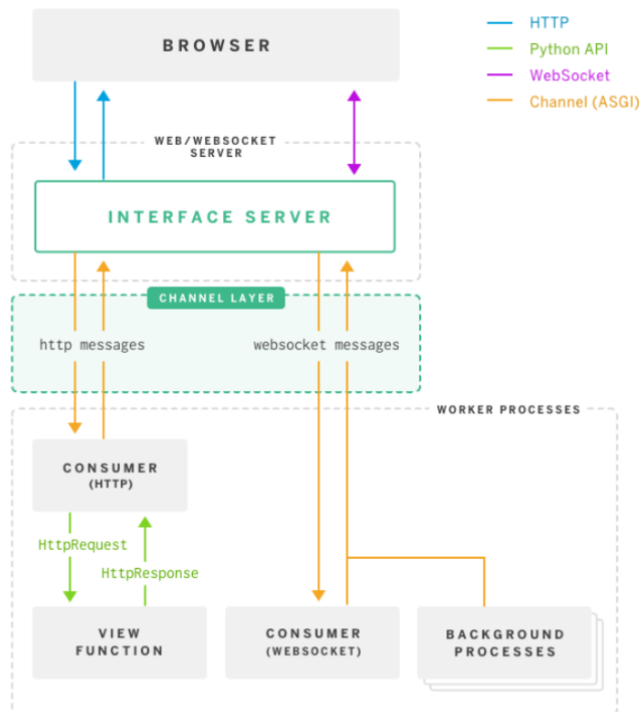 BROWSER
HTTP
Python API
WebSocket
Channel (ASGI)
WEB/WEBSOCKET
SERVER
INTERFACE SERVER
CHANNEL LAYER
http messages
websocket messages
WORKER PROCESSES
CONSUMER
(HTTP)
HttpRequest
HttpResponse
VIEW
FUNCTION
CONSUMER
(WEBSOCKET)
BACKGROUND
PROCESSES